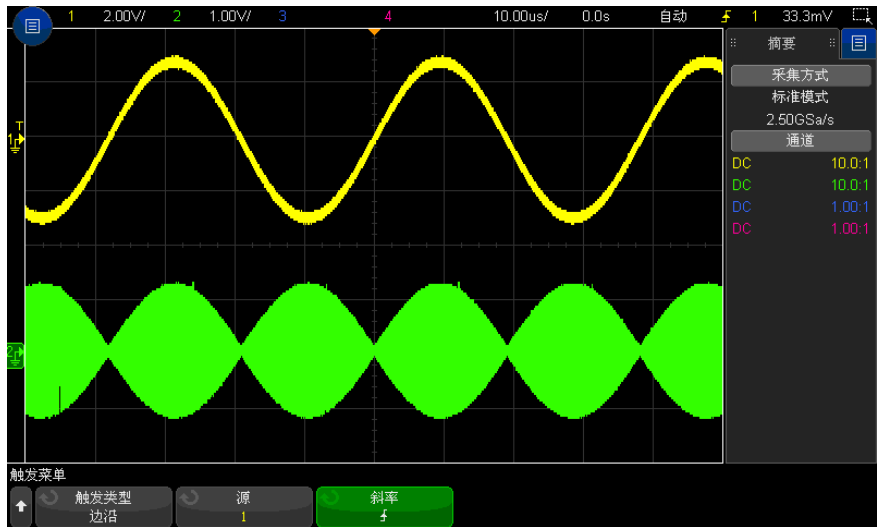 1 2.00V/ 2 1.00V/ 3 4 10.00us/ 0.0s 自动 1 33.3mV
摘要
采集方式
标准模式
2.50GSa/s
通道
DC 10.0:1
DC 10.0:1
DC 1.00:1
DC 1.00:1
T
1
2
触发菜单
触发类型
边沿
源
1
斜率